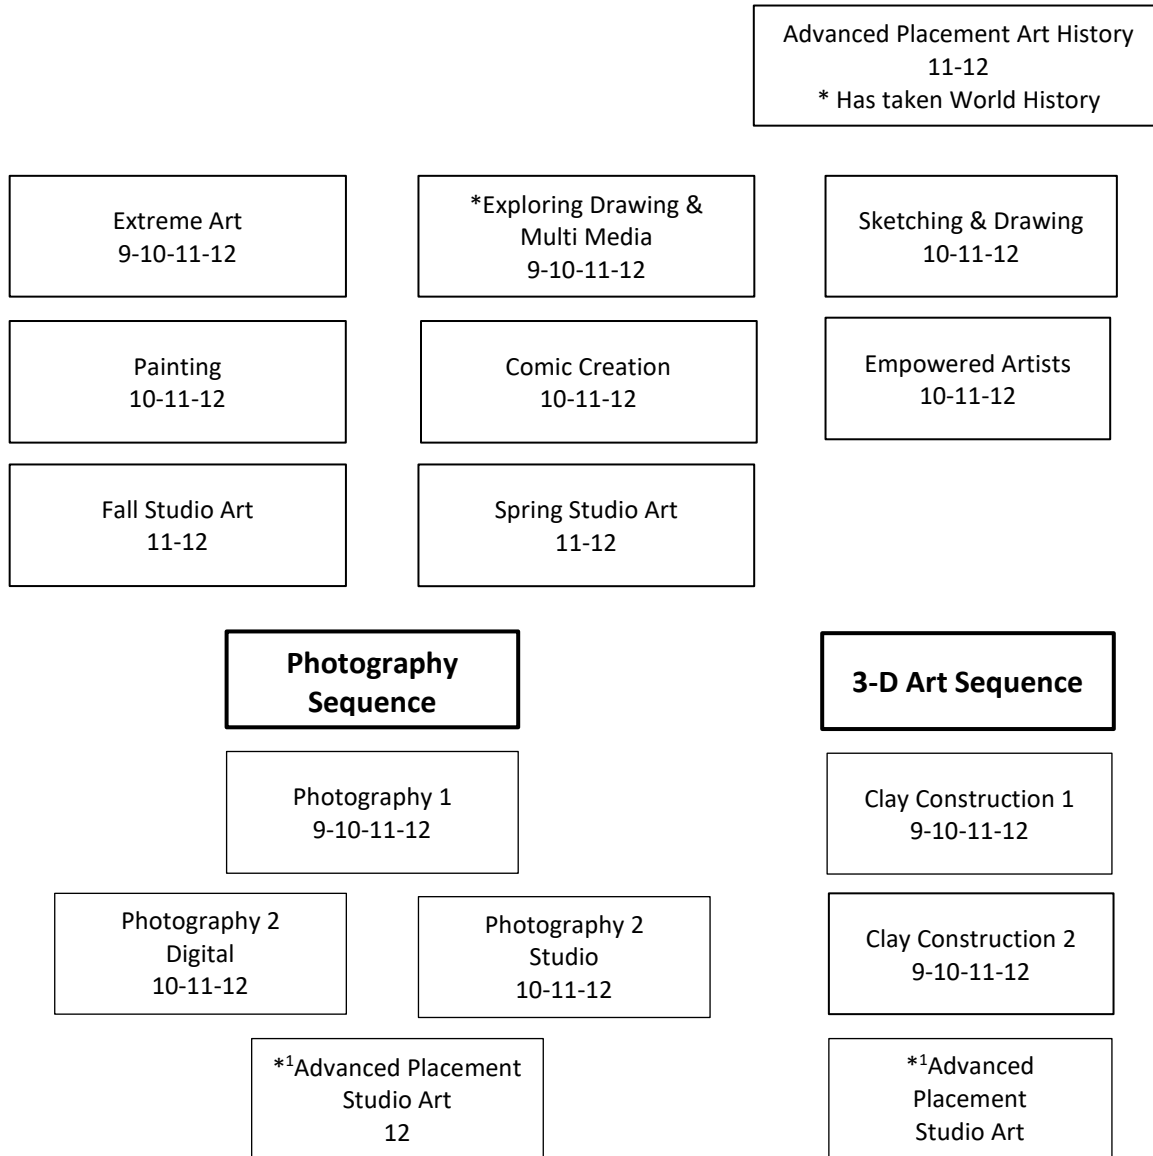 Advanced Placement Art History
11-12
* Has taken World History
Extreme Art
9-10-11-12
*Exploring Drawing &
Multi Media
9-10-11-12
Sketching & Drawing
10-11-12
Painting
10-11-12
Comic Creation
10-11-12
Empowered Artists
10-11-12
Fall Studio Art
11-12
Spring Studio Art
11-12
Photography
Sequence
3-D Art Sequence
Photography 1
9-10-11-12
Clay Construction 1
9-10-11-12
Photography 2
Digital
10-11-12
Photography 2
Studio
10-11-12
Clay Construction 2
9-10-11-12
*¹Advanced Placement
Studio Art
12
*¹Advanced
Placement
Studio Art